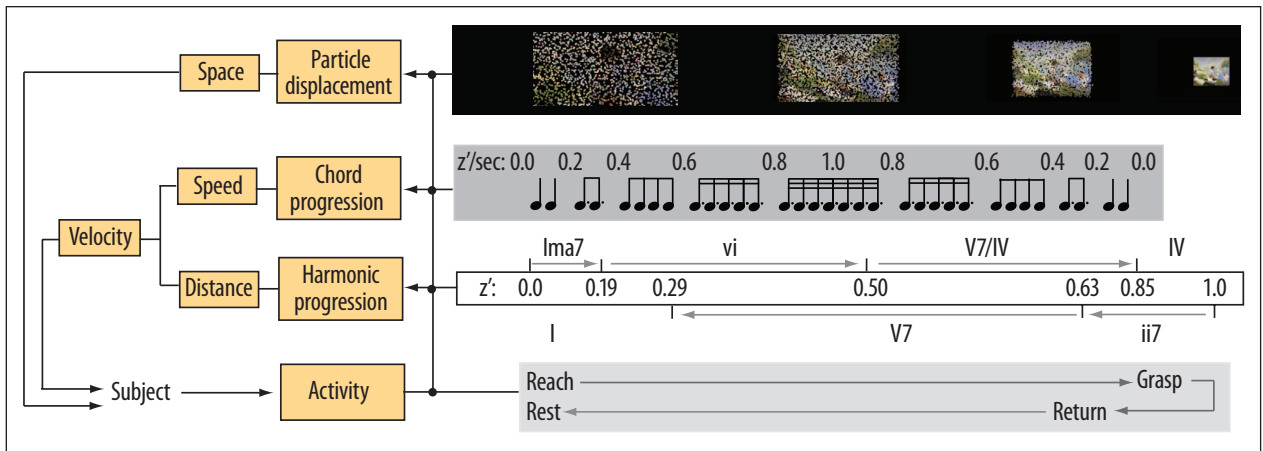 Space
Particle
displacement
z'/sec: 0.0 0.2 0.4 0.6 0.8 1.0 0.8 0.6 0.4 0.2 0.0
Speed
Chord
progression
Velocity
Ima7 vi V7/IV IV
Distance
Harmonic
progression
z': 0.0 0.19 0.29 0.50 0.63 0.85 1.0
I V7 ii7
Subject
Activity
Reach Grasp
Rest Return